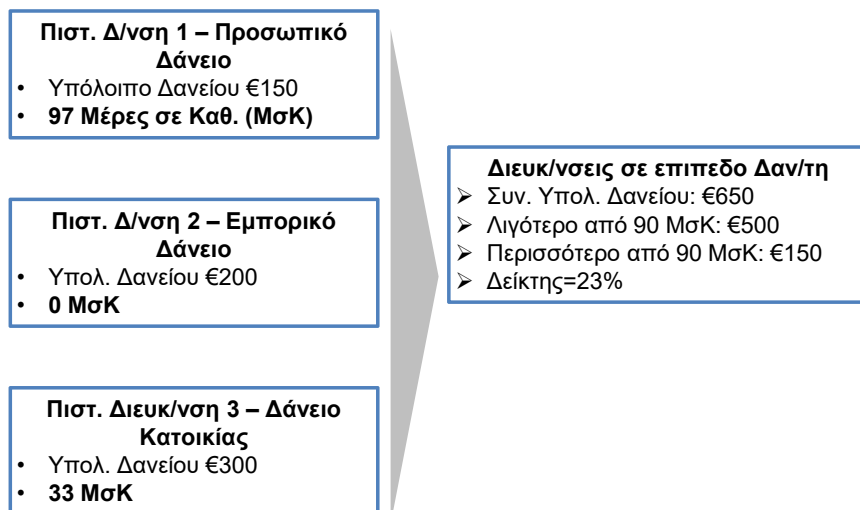 Πιστ. Δ/νση 1 – Προσωπικό
Δάνειο
• Υπόλοιπο Δανείου €150
• 97 Μέρες σε Καθ. (ΜσΚ)
Πιστ. Δ/νση 2 – Εμπορικό
Δάνειο
• Υπολ. Δανείου €200
• 0 ΜσΚ
Πιστ. Διευκ/νση 3 – Δάνειο
Κατοικίας
• Υπολ. Δανείου €300
• 33 ΜσΚ
Διευκ/νσεις σε επιπεδο Δαν/τη
➢ Συν. Υπολ. Δανείου: €650
➢ Λιγότερο από 90 ΜσΚ: €500
➢ Περισσότερο από 90 ΜσΚ: €150
➢ Δείκτης=23%